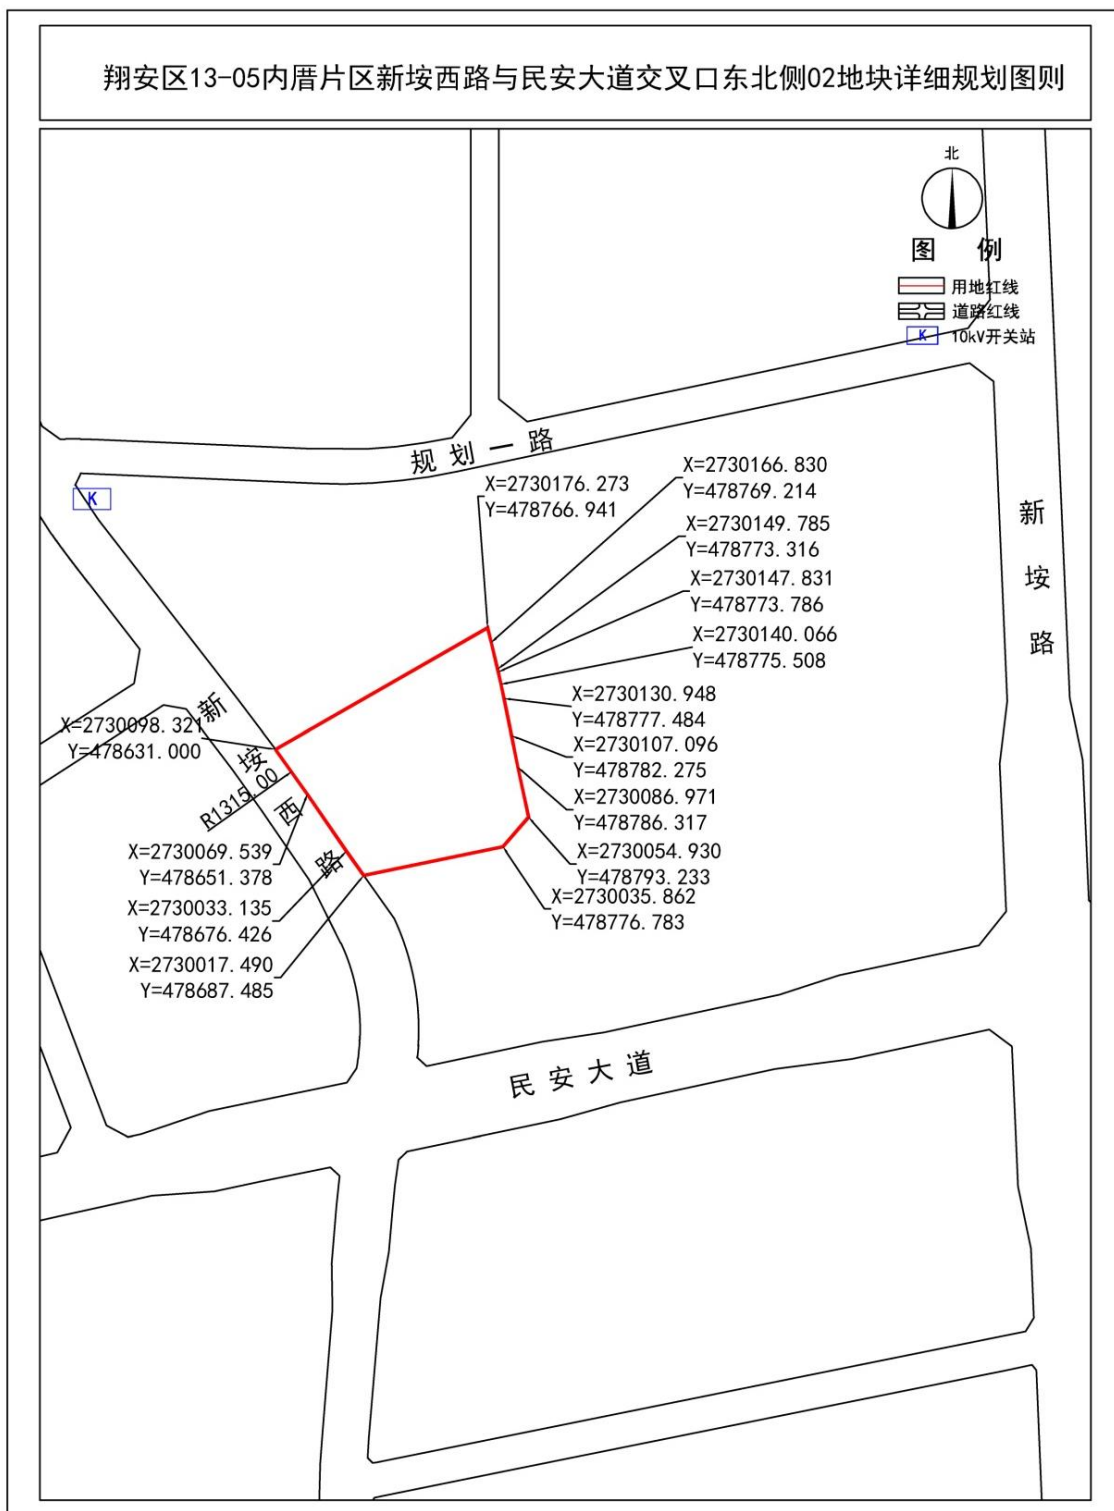 翔安区13-05内厝片区新垵西路与民安大道交叉口东北侧02地块详细规划图则
北
图 例
用地红线
道路红线
K 10kV开关站
规划一路
K
X=2730176.273
Y=478766.941
X=2730166.830
Y=478769.214
X=2730149.785
Y=478773.316
X=2730147.831
Y=478773.786
X=2730140.066
Y=478775.508
X=2730130.948
Y=478777.484
X=2730107.096
Y=478782.275
X=2730086.971
Y=478786.317
X=2730054.930
Y=478793.233
X=2730035.862
Y=478776.783
新垵路
新垵西路
X=2730098.321
Y=478631.000
R1315.00
X=2730069.539
Y=478651.378
X=2730033.135
Y=478676.426
X=2730017.490
Y=478687.485
民安大道